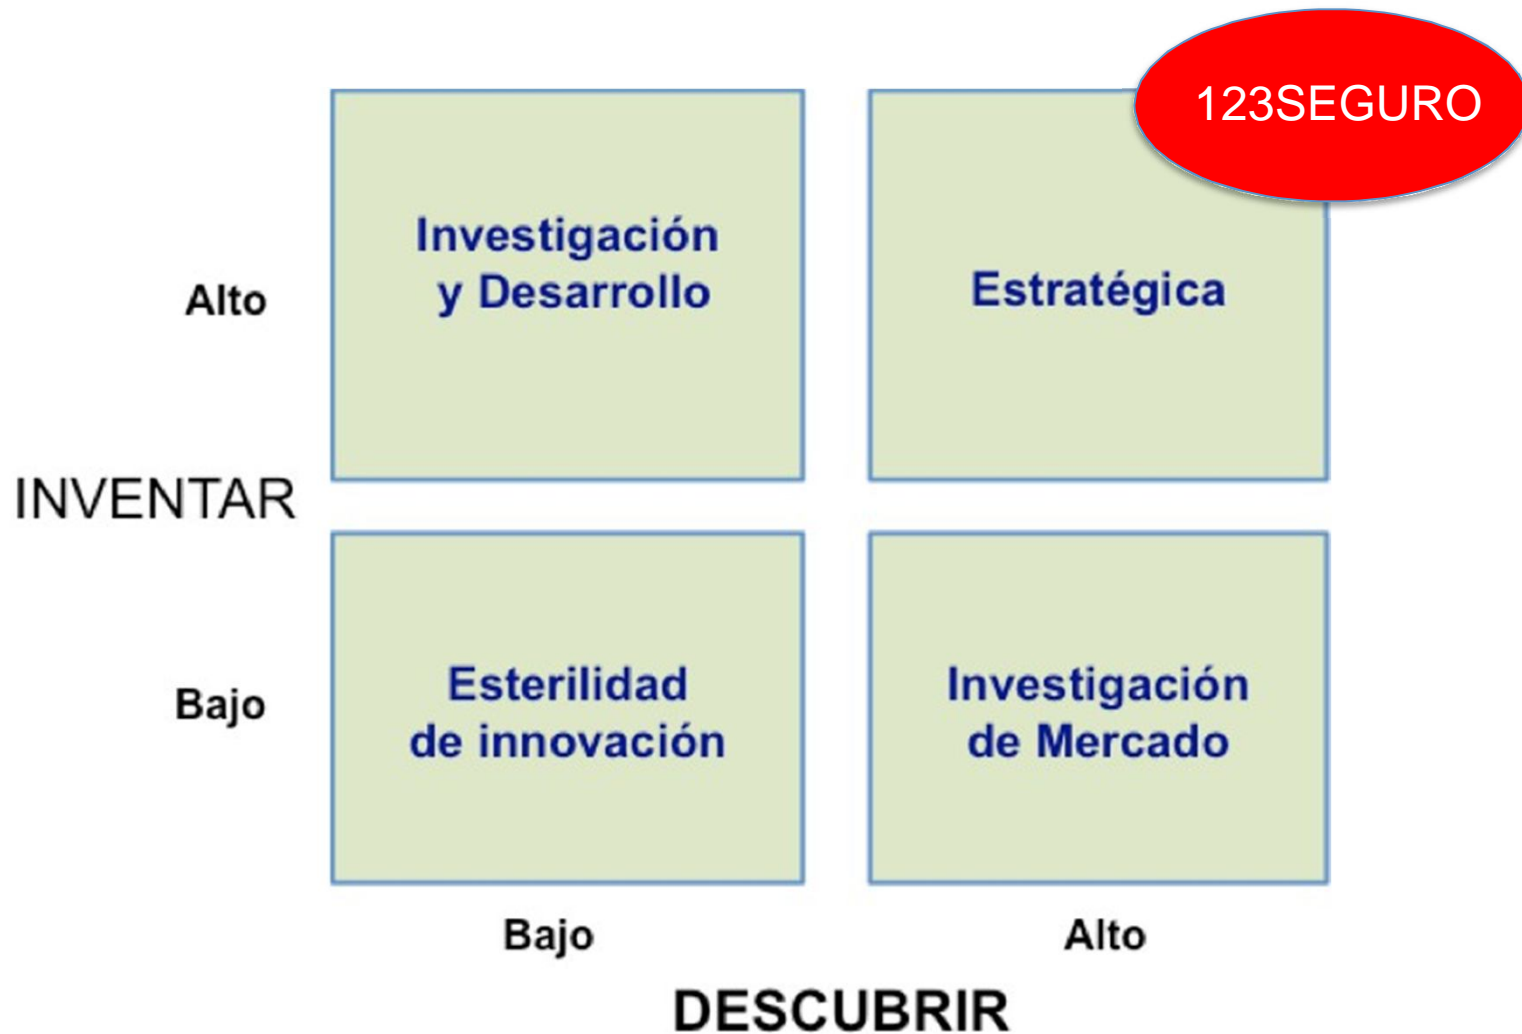 123SEGURO
Investigación
y Desarrollo
Estratégica
Alto
INVENTAR
Esterilidad
de innovación
Investigación
de Mercado
Bajo
Bajo
Alto
DESCUBRIR